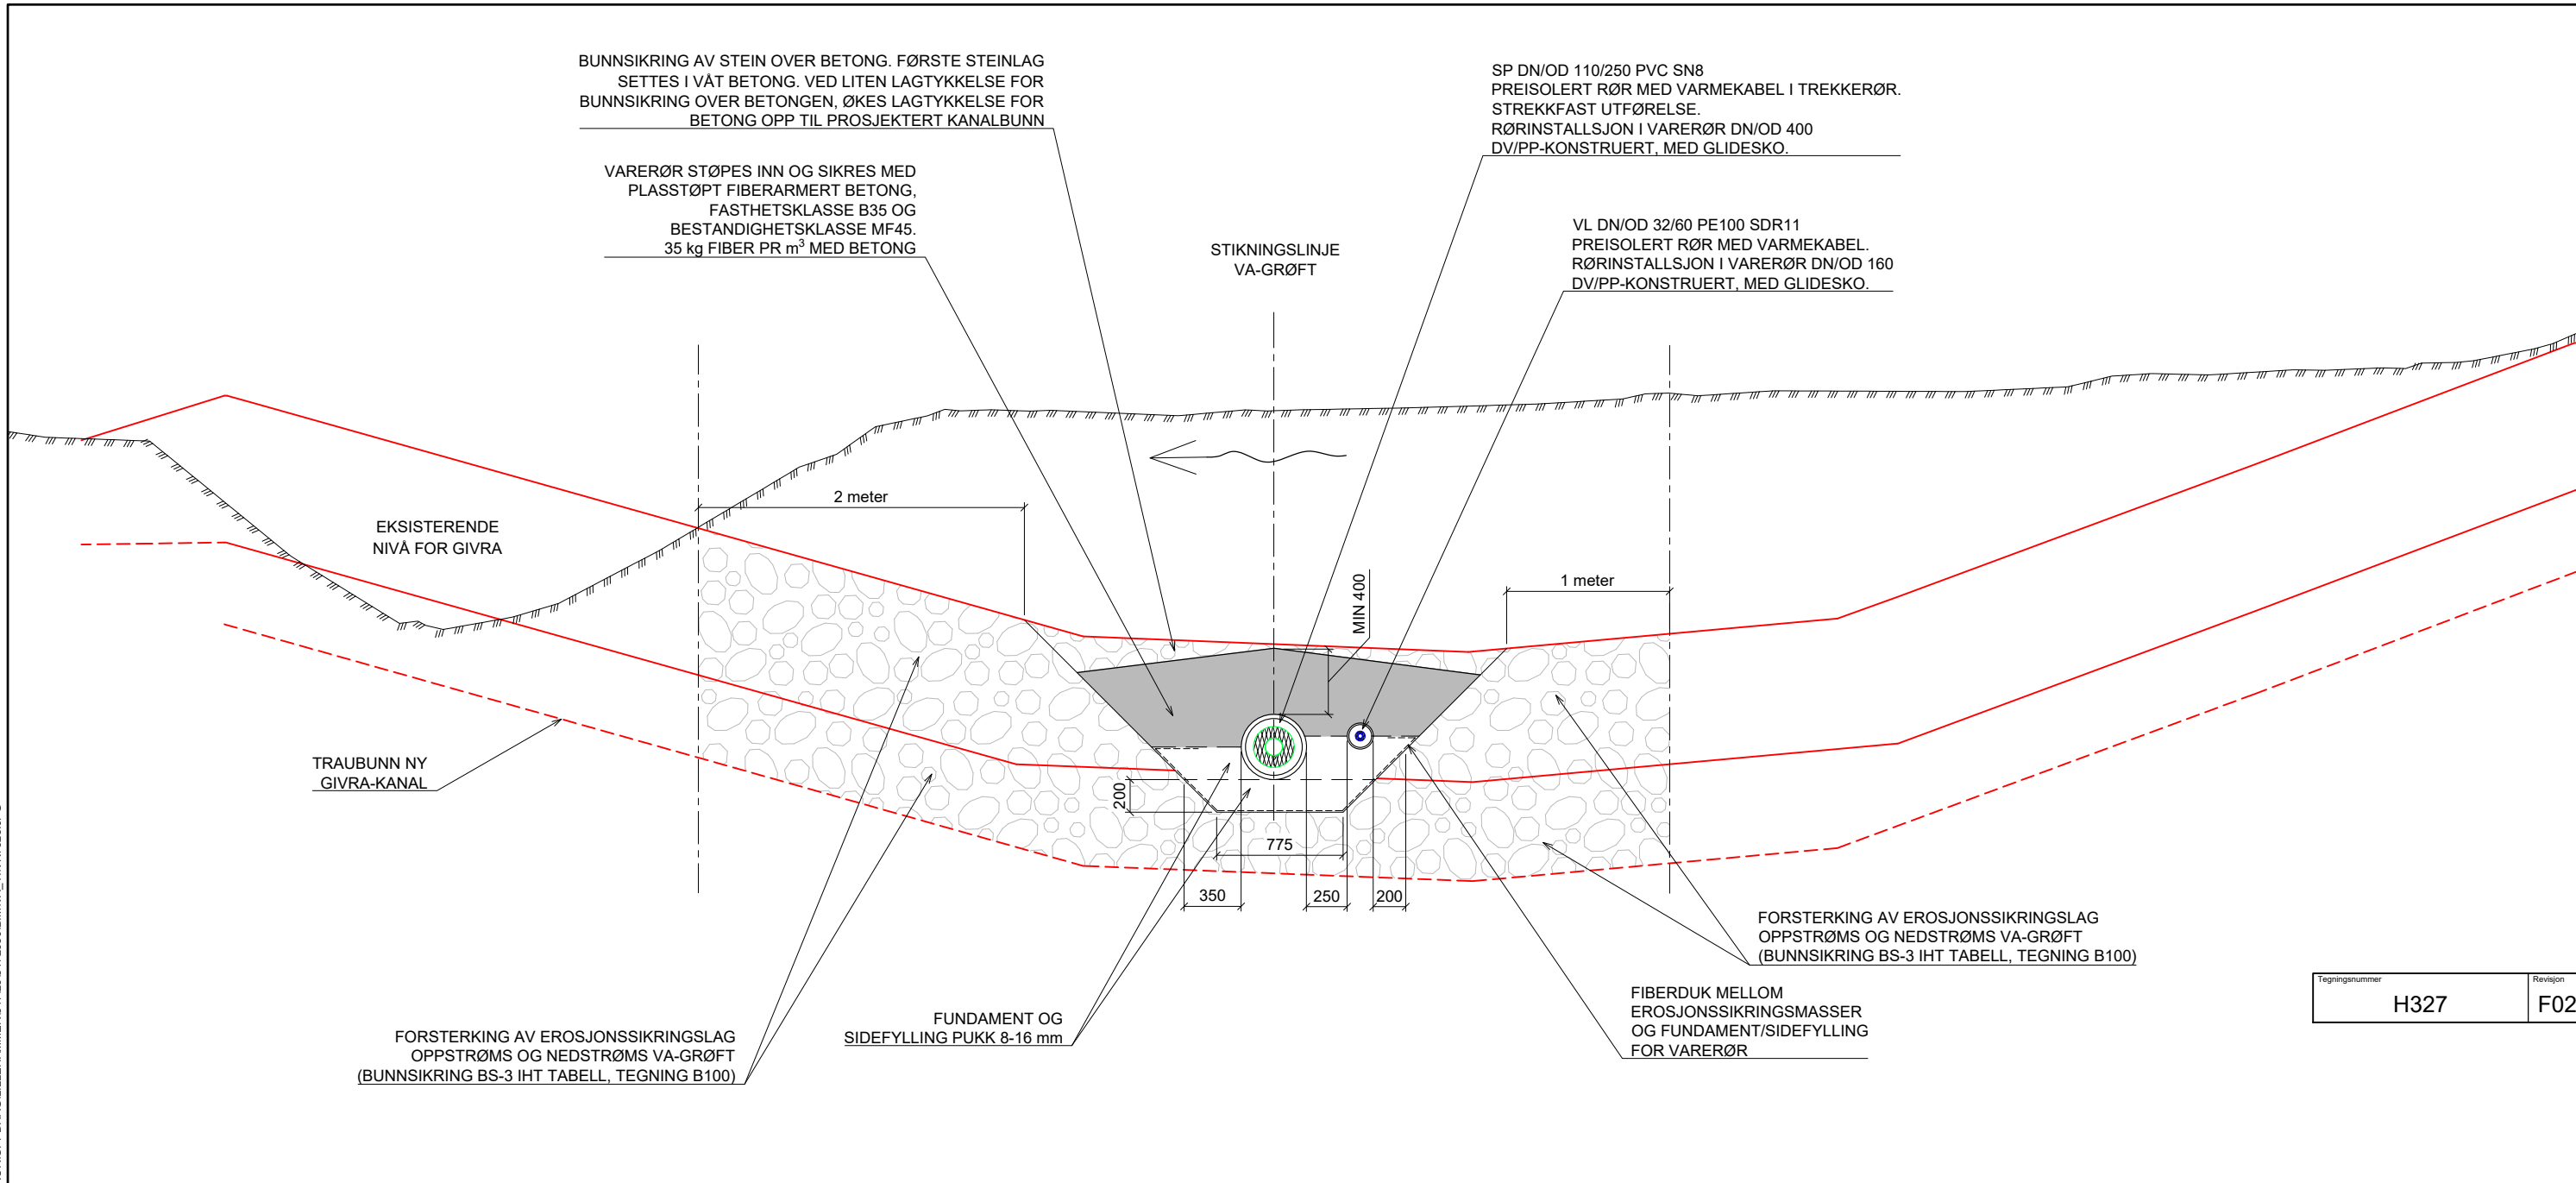 BUNNSIKRING AV STEIN OVER BETONG. FØRSTE STEINLAG
SETTES I VÅT BETONG. VED LITEN LAGTYKKELSE FOR
BUNNSIKRING OVER BETONGEN, ØKES LAGTYKKELSE FOR
BETONG OPP TIL PROSJEKTERT KANALBUNN
SP DN/OD 110/250 PVC SN8
PREISOLERT RØR MED VARMEKABEL I TREKKERØR.
STREKKFAST UTFØRELSE.
RØRINSTALLSJON I VARERØR DN/OD 400
DV/PP-KONSTRUERT, MED GLIDESKO.
VARERØR STØPES INN OG SIKRES MED
PLASSTØPT FIBERARMERT BETONG,
FASTHETSKLASSE B35 OG
BESTANDIGHETSKLASSE MF45.
35 kg FIBER PR m³ MED BETONG
STIKNINGSLINJE
VA-GRØFT
VL DN/OD 32/60 PE100 SDR11
PREISOLERT RØR MED VARMEKABEL.
RØRINSTALLSJON I VARERØR DN/OD 160
DV/PP-KONSTRUERT, MED GLIDESKO.
2 meter
EKSISTERENDE
NIVÅ FOR GIVRA
MIN 400
1 meter
TRAUBUNN NY
GIVRA-KANAL
200
775
350
250
200
FORSTERKING AV EROSJONSSIKRINGSLAG
OPPSTRØMS OG NEDSTRØMS VA-GRØFT
(BUNNSIKRING BS-3 IHT TABELL, TEGNING B100)
FIBERDUK MELLOM
EROSJONSSIKRINGSMASSER
OG FUNDAMENT/SIDEFYLLING
FOR VARERØR
FUNDAMENT OG
SIDEFYLLING PUKK 8-16 mm
FORSTERKING AV EROSJONSSIKRINGSLAG
OPPSTRØMS OG NEDSTRØMS VA-GRØFT
(BUNNSIKRING BS-3 IHT TABELL, TEGNING B100)
Tegningsnummer
H327
Revisjon
F02